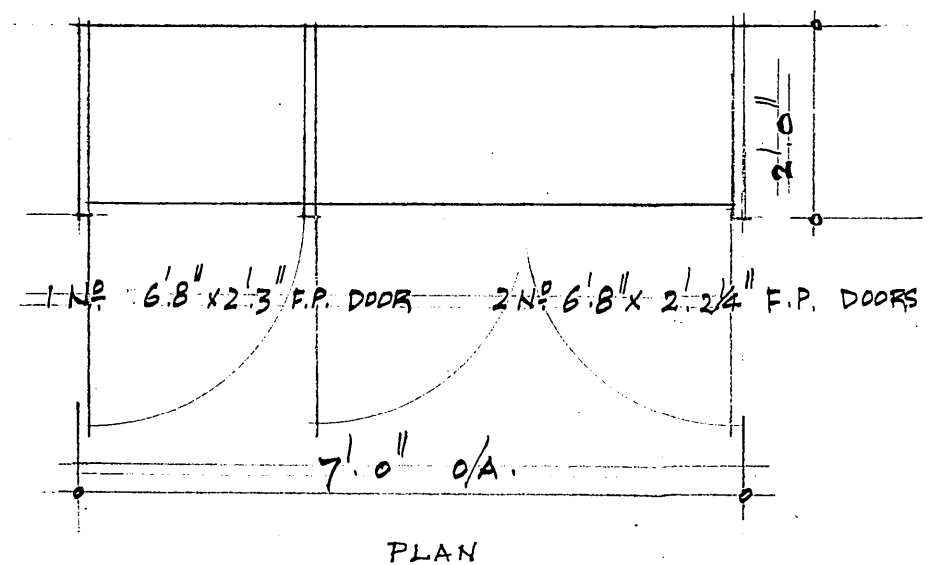 2'.0"
1 Nº. 6'.8" x 2'.3" F.P. DOOR
2 Nº. 6'.8" x 2'.2¼" F.P. DOORS
7'.0" O/A.
PLAN